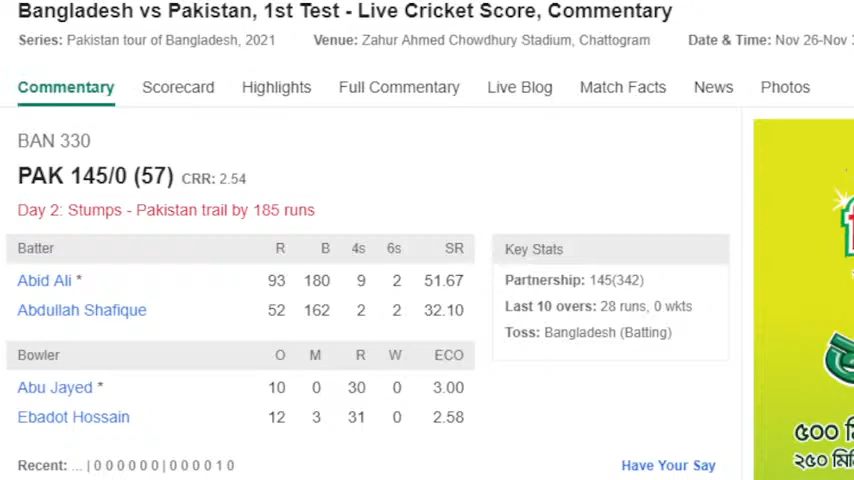 Bangladesh vs Pakistan, 1st Test - Live Cricket Score, Commentary
Series: Pakistan tour of Bangladesh, 2021 Venue: Zahur Ahmed Chowdhury Stadium, Chattogram Date & Time: Nov 26-Nov
Commentary Scorecard Highlights Full Commentary Live Blog Match Facts News Photos
BAN 330
PAK 145/0 (57) CRR: 2.54
Day 2: Stumps - Pakistan trail by 185 runs
Batter R B 4s 6s SR
Abid Ali * 93 180 9 2 51.67
Abdullah Shafique 52 162 2 2 32.10
Bowler O M R W ECO
Abu Jayed * 10 0 30 0 3.00
Ebadot Hossain 12 3 31 0 2.58
Recent: ... | 0 0 0 0 0 0 | 0 0 0 0 1 0
Have Your Say
Key Stats
Partnership: 145(342)
Last 10 overs: 28 runs, 0 wkts
Toss: Bangladesh (Batting)
৫০০ মি
২৫০ মিমি